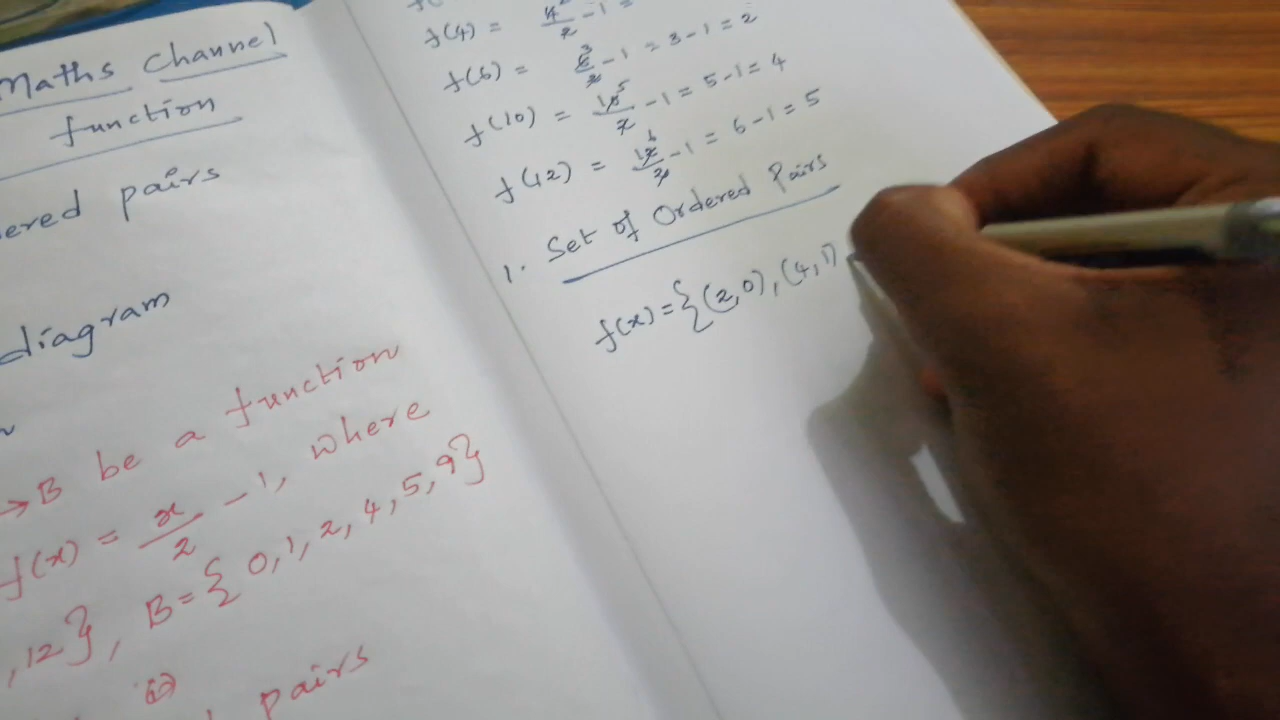 Maths Channel
function
ered pairs
diagram
→B be a function
f(x) = x/2 - 1, where
,12}, B={0,1,2,4,5,9}
(i)
pairs
f(4) = 4/2 - 1 =
f(6) = 6/2 - 1 = 3-1 = 2
f(10) = 10/2 - 1 = 5-1 = 4
f(12) = 12/2 - 1 = 6-1 = 5
1. Set of Ordered Pairs
f(x)={(2,0),(4,1)